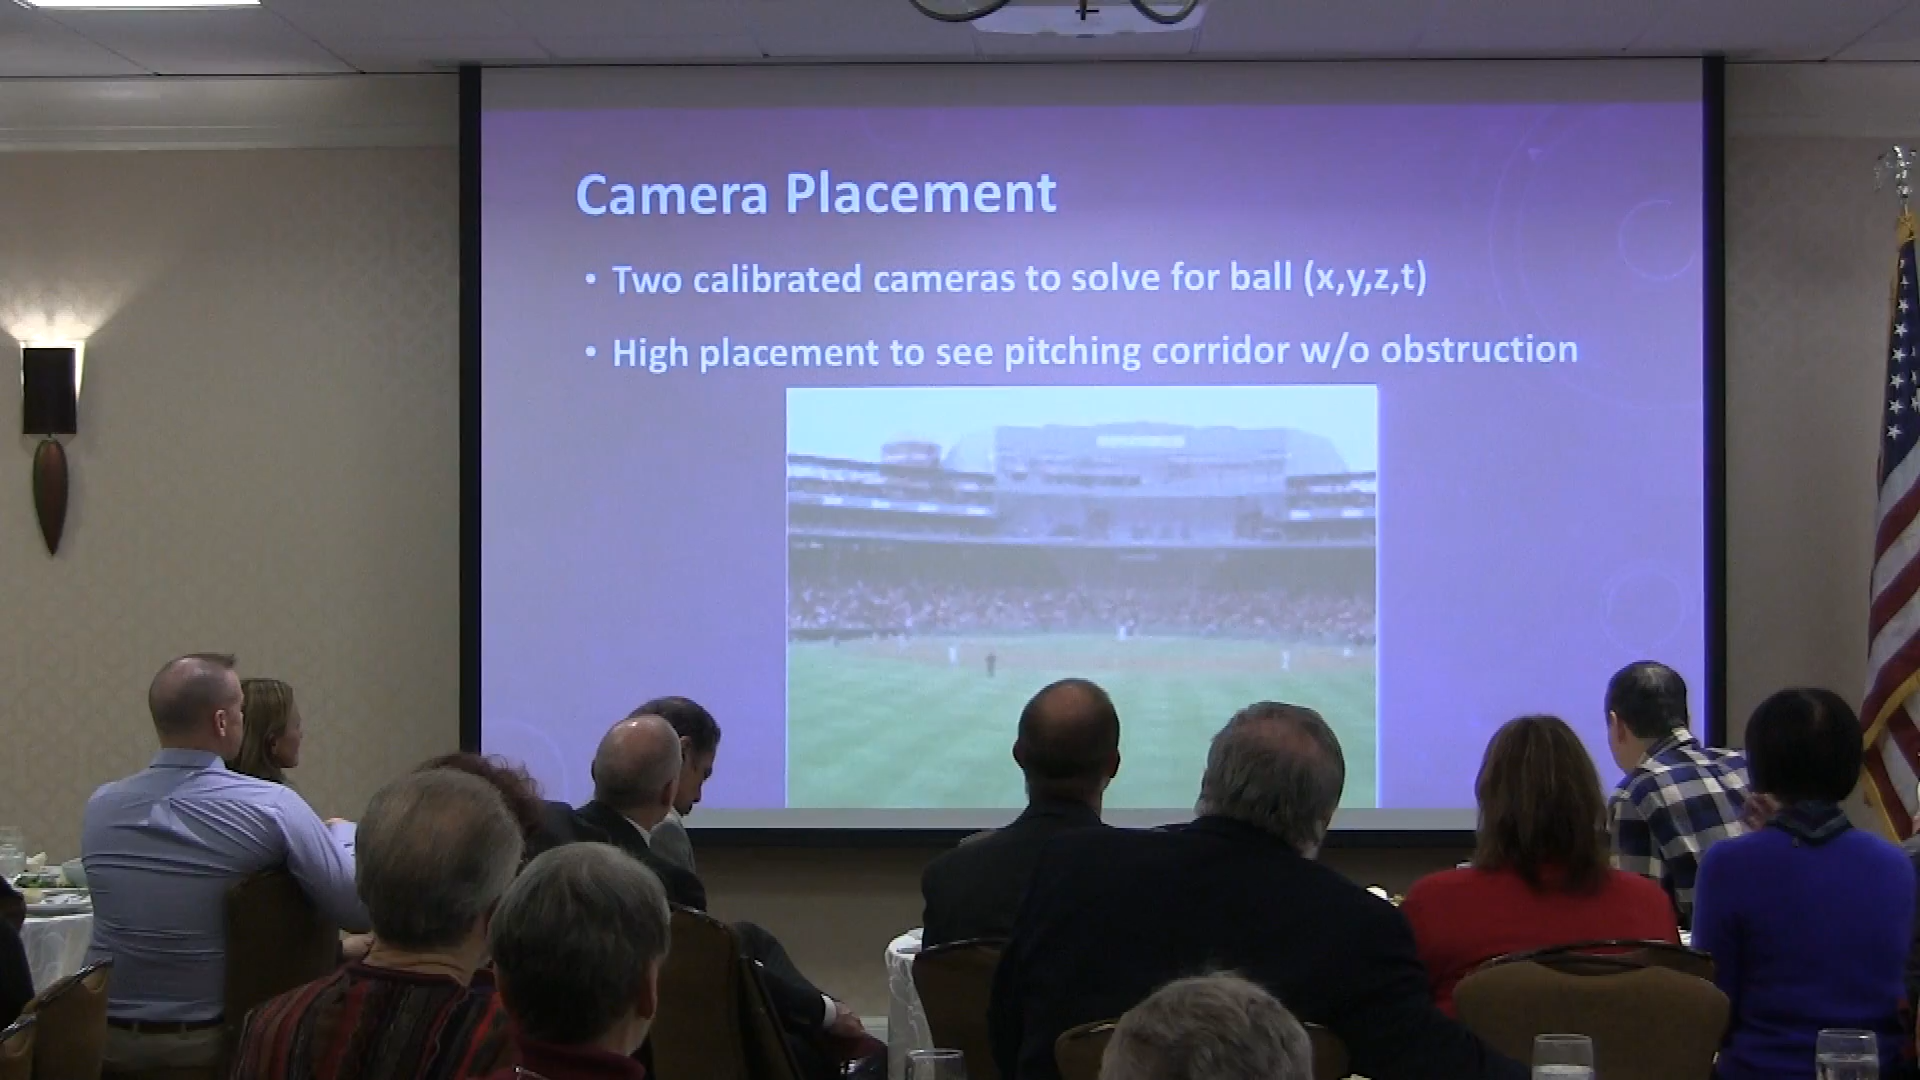 Camera Placement
• Two calibrated cameras to solve for ball (x,y,z,t)
• High placement to see pitching corridor w/o obstruction